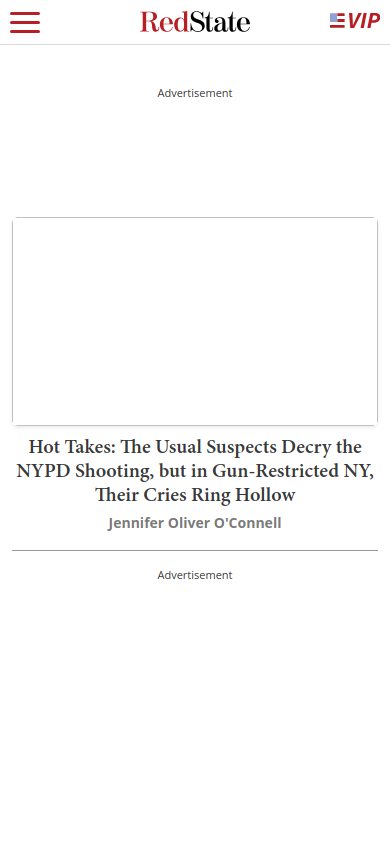 RedState
VIP
Advertisement
Hot Takes: The Usual Suspects Decry the
NYPD Shooting, but in Gun-Restricted NY,
Their Cries Ring Hollow
Jennifer Oliver O'Connell
Advertisement